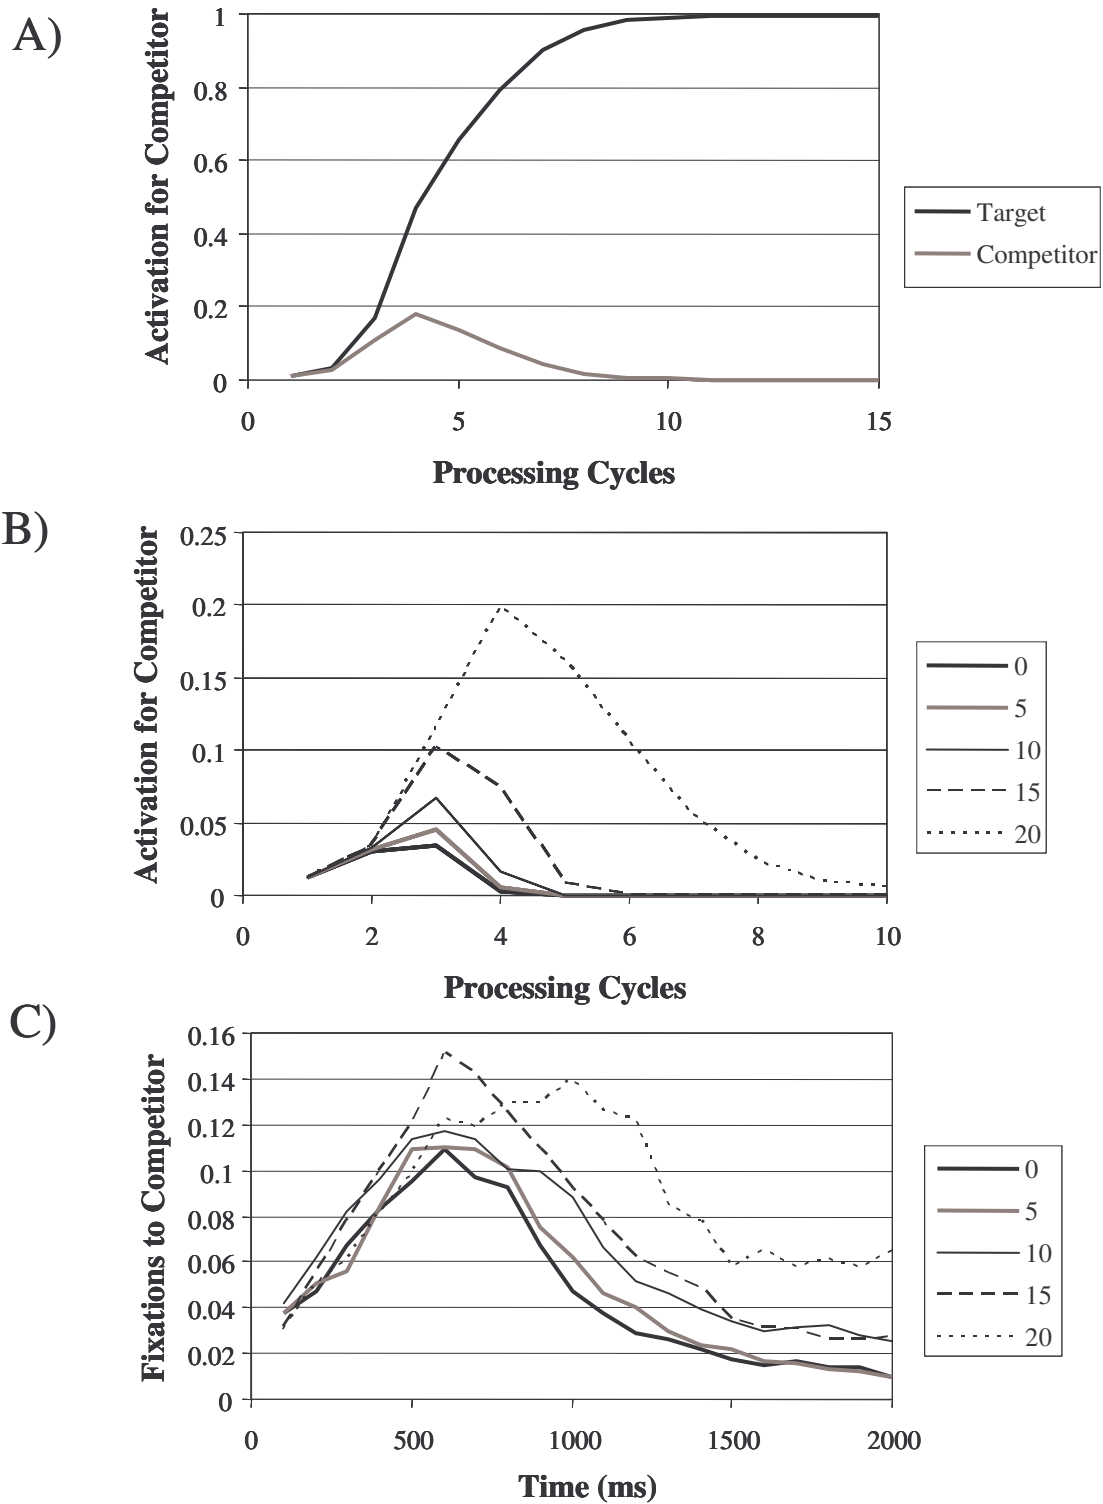 A)
Activation for Competitor
1
0.8
0.6
0.4
0.2
0
0 5 10 15
Processing Cycles
Target
Competitor
B)
Activation for Competitor
0.25
0.2
0.15
0.1
0.05
0
0 2 4 6 8 10
Processing Cycles
0
5
10
15
20
C)
Fixations to Competitor
0.16
0.14
0.12
0.1
0.08
0.06
0.04
0.02
0
0 500 1000 1500 2000
Time (ms)
0
5
10
15
20